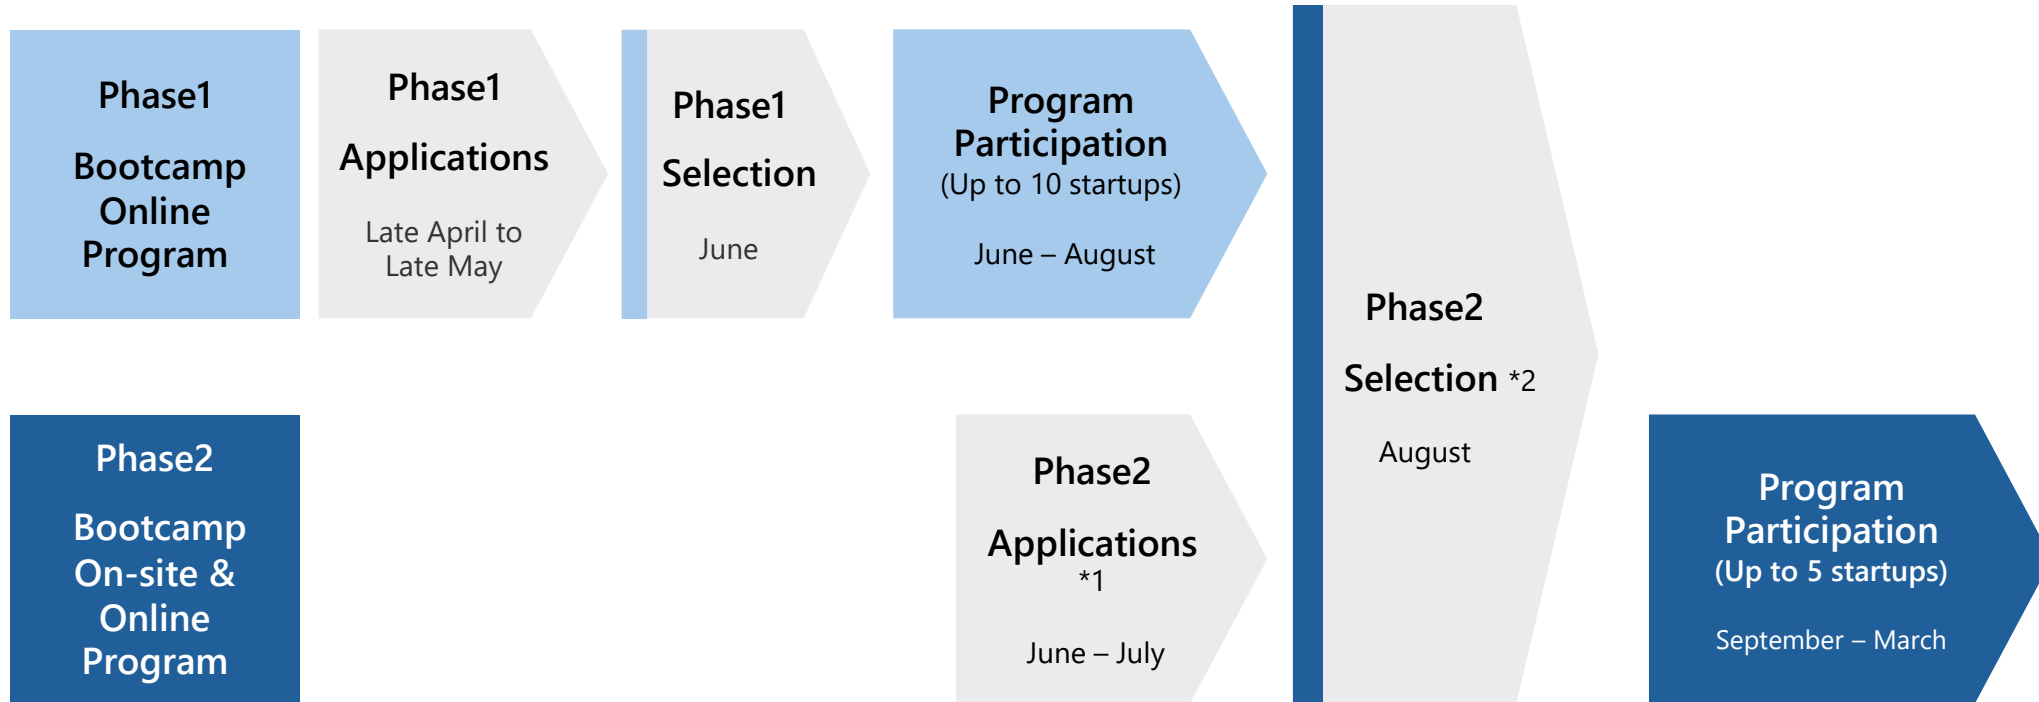 Phase1
Bootcamp
Online
Program
Phase1
Applications
Late April to
Late May
Phase1
Selection
June
Program
Participation
(Up to 10 startups)
June – August
Phase2
Selection *2
August
Phase2
Bootcamp
On-site &
Online
Program
Phase2
Applications
*1
June – July
Program
Participation
(Up to 5 startups)
September – March